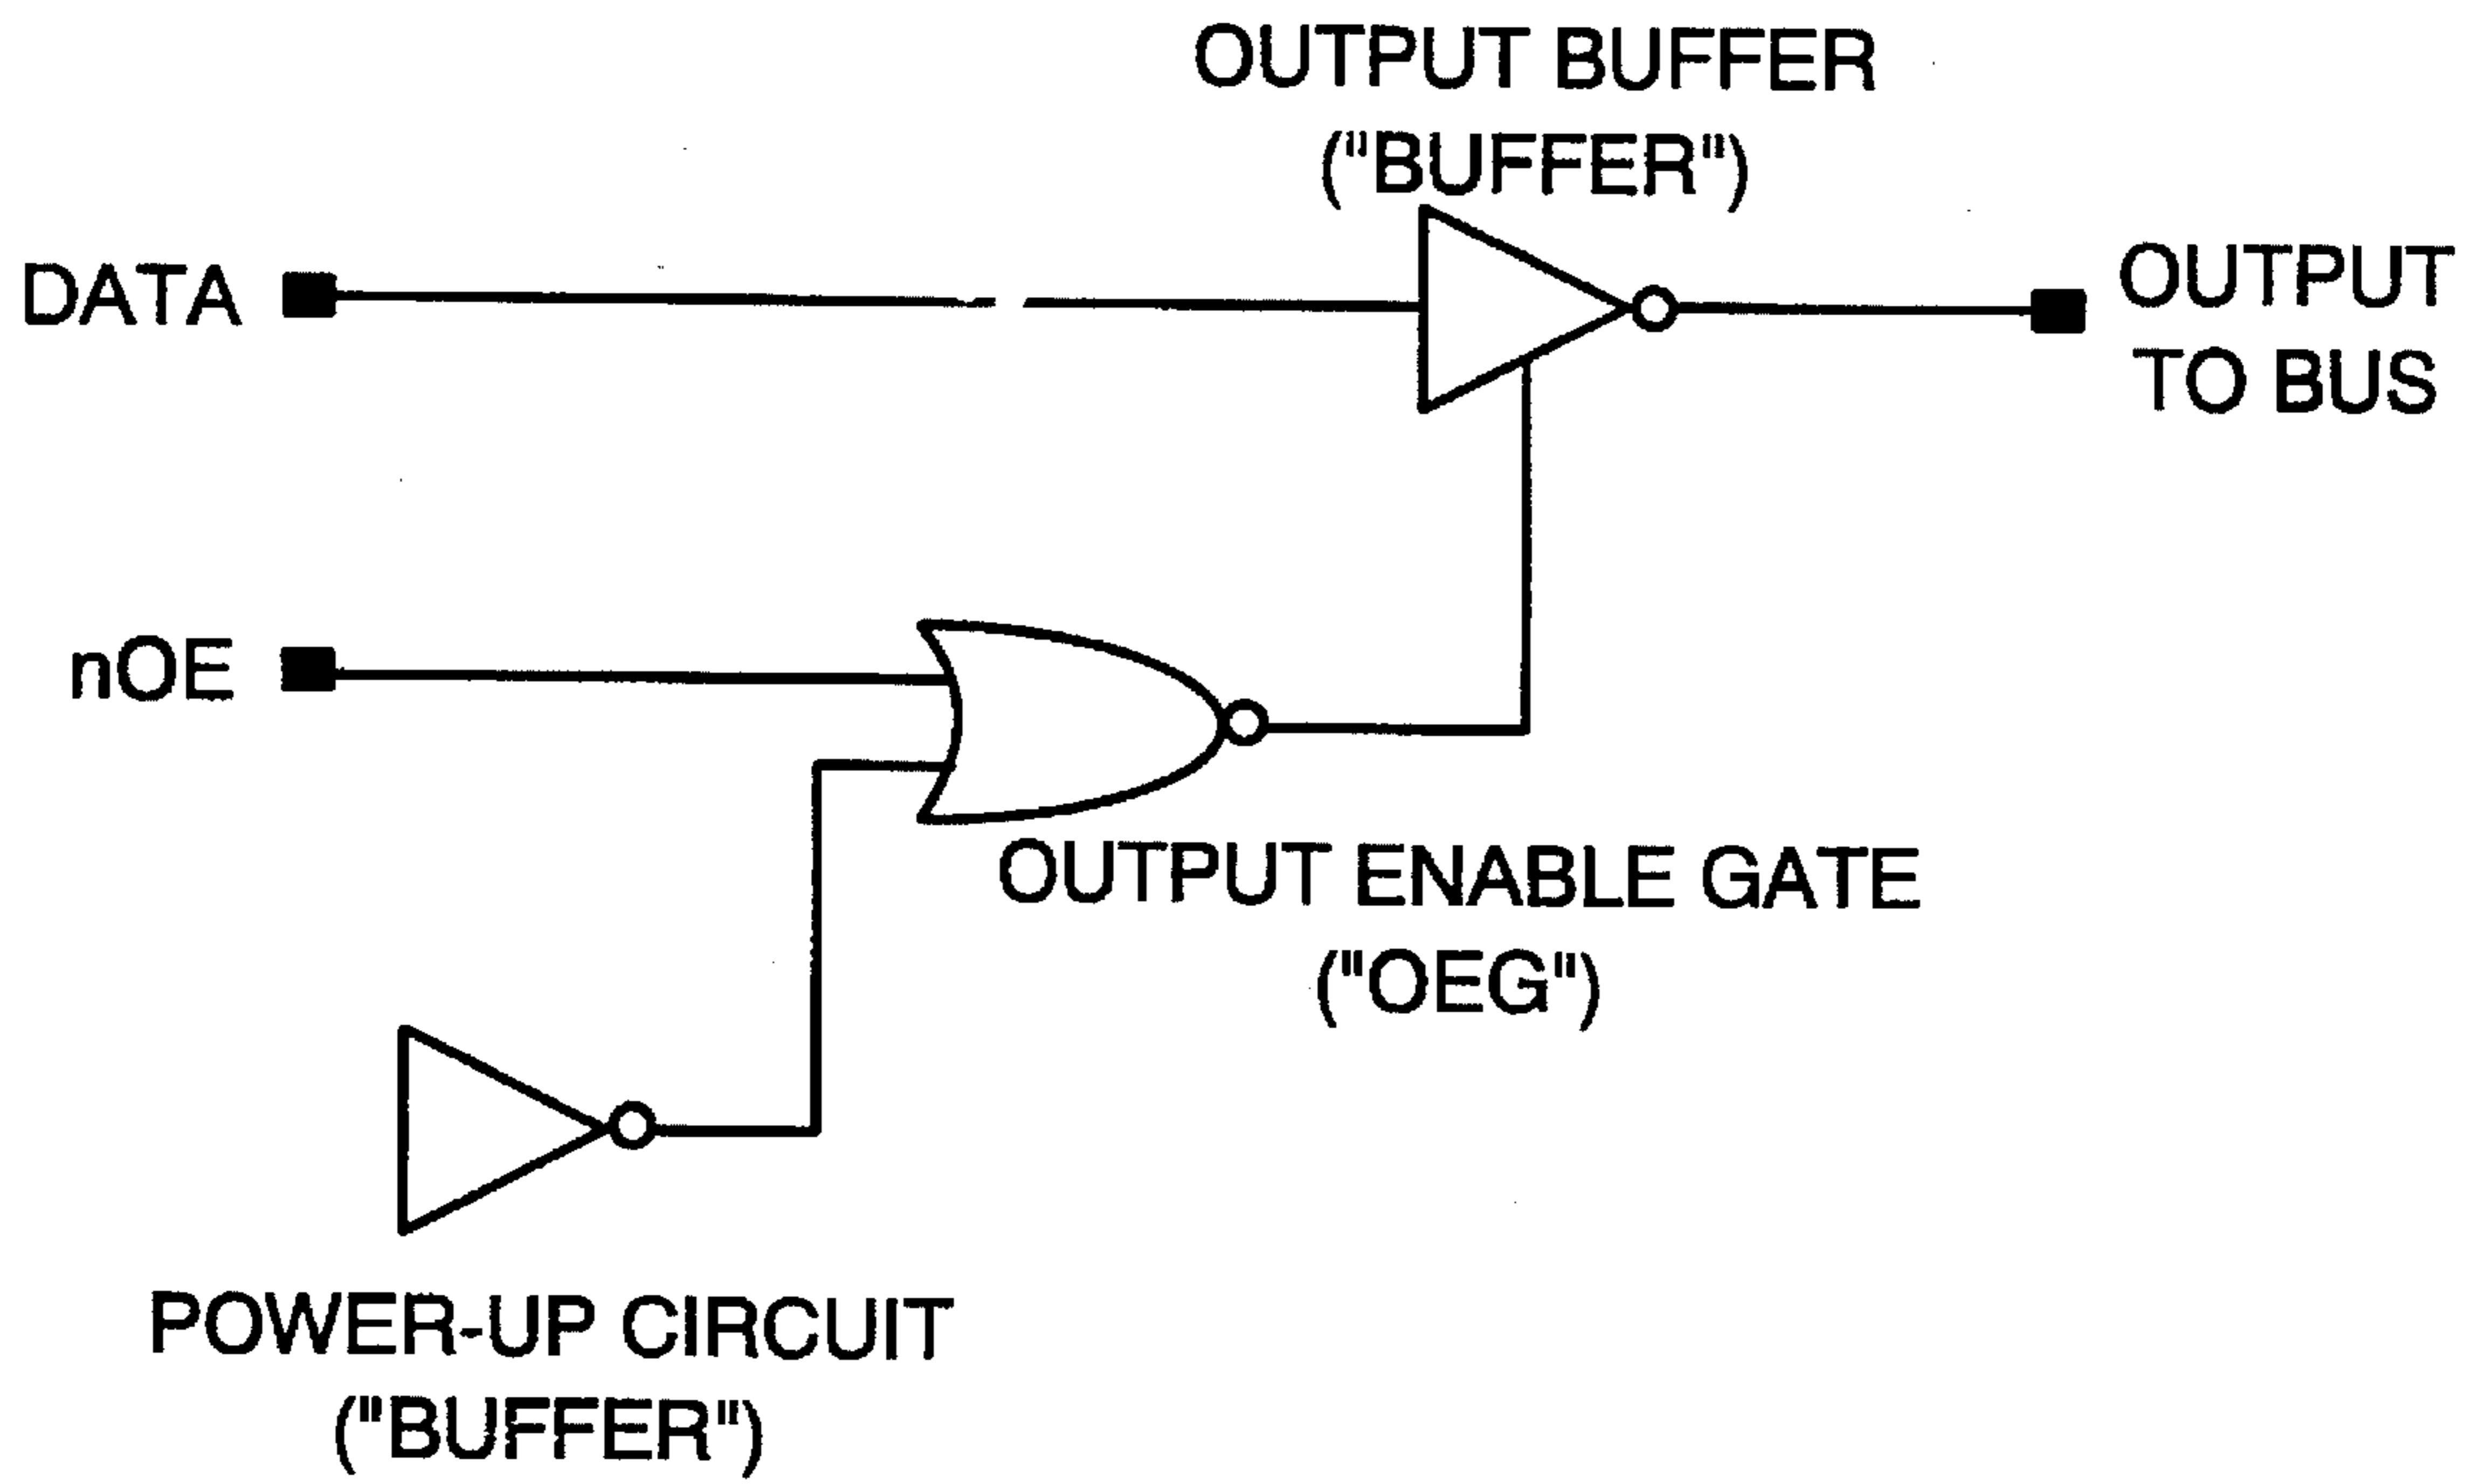 OUTPUT BUFFER
("BUFFER")
DATA
OUTPUT
TO BUS
nOE
OUTPUT ENABLE GATE
("OEG")
POWER-UP CIRCUIT
("BUFFER")